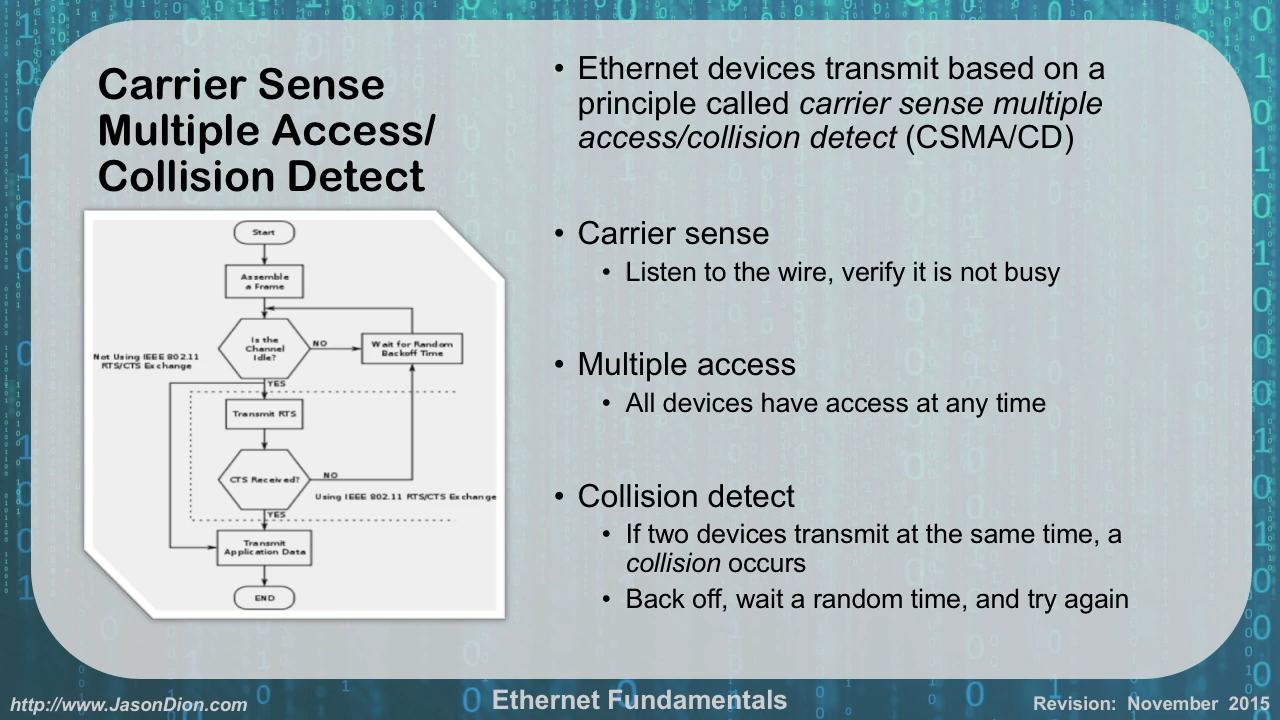 Carrier Sense
Multiple Access/
Collision Detect
Start
Assemble
a Frame
Is the
Channel
Idle?
NO
Wait for Random
Backoff Time
Not Using IEEE 802.11
RTS/CTS Exchange
YES
Transmit RTS
CTS Received?
NO
Using IEEE 802.11 RTS/CTS Exchange
YES
Transmit
Application Data
END
• Ethernet devices transmit based on a
principle called carrier sense multiple
access/collision detect (CSMA/CD)
• Carrier sense
• Listen to the wire, verify it is not busy
• Multiple access
• All devices have access at any time
• Collision detect
• If two devices transmit at the same time, a
collision occurs
• Back off, wait a random time, and try again
http://www.JasonDion.com
Ethernet Fundamentals
Revision: November 2015